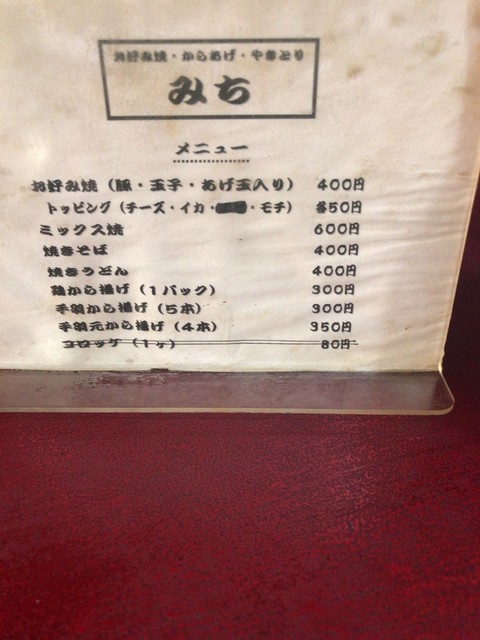 お好み焼・からあげ・やきとり
みち
メニュー
お好み焼（豚・玉子・あげ玉入り） 400円
トッピング（チーズ・イカ・・モチ） 各50円
ミックス焼 600円
焼きそば 400円
焼きうどん 400円
鶏から揚げ（1パック） 300円
手羽から揚げ（5本） 300円
手羽元から揚げ（4本） 350円
コロッケ（1ヶ） 80円